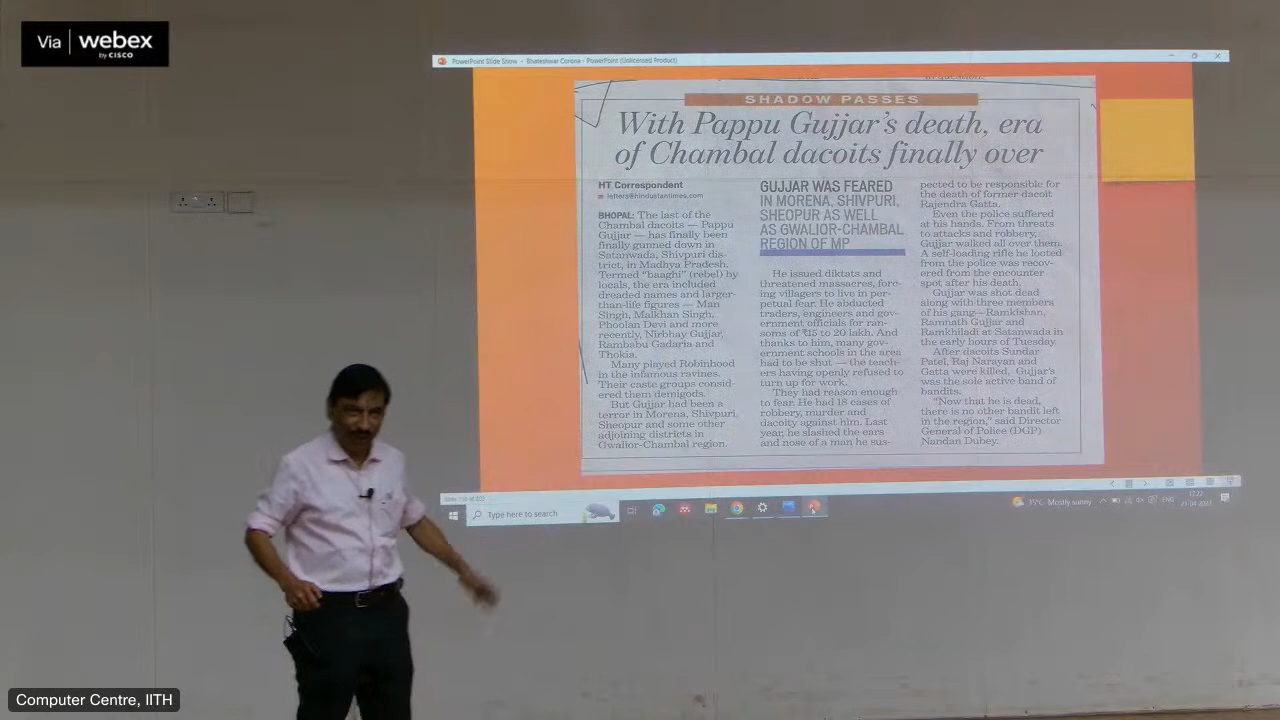 Via webex
by CISCO
PowerPoint Slide Show - Bhateshwar Corona - PowerPoint (Unlicensed Product)
SHADOW PASSES
With Pappu Gujjar's death, era
of Chambal dacoits finally over
HT Correspondent
letters@hindustantimes.com
BHOPAL: The last of the
Chambal dacoits — Pappu
Gujjar — has finally been
finally gunned down in
Satanwada, Shivpuri dis-
trict, in Madhya Pradesh.
Termed "baaghi" (rebel) by
locals, the era included
dreaded names and larger-
than-life figures — Man
Singh, Malkhan Singh,
Phoolan Devi and more
recently, Nirbhay Gujjar,
Rambabu Gadaria and
Thokia.
Many played Robinhood
in the infamous ravines.
Their caste groups consid-
ered them demigods.
But Gujjar had been a
terror in Morena, Shivpuri,
Sheopur and some other
adjoining districts in
Gwalior-Chambal region.
GUJJAR WAS FEARED
IN MORENA, SHIVPURI,
SHEOPUR AS WELL
AS GWALIOR-CHAMBAL
REGION OF MP
He issued diktats and
threatened massacres, forc-
ing villagers to live in per-
petual fear. He abducted
traders, engineers and gov-
ernment officials for ran-
soms of ₹15 to 20 lakh. And
thanks to him, many gov-
ernment schools in the area
had to be shut — the teach-
ers having openly refused to
turn up for work.
They had reason enough
to fear. He had 18 cases of
robbery, murder and
dacoity against him. Last
year, he slashed the ears
and nose of a man he sus-
pected to be responsible for
the death of former dacoit
Rajendra Gatta.
Even the police suffered
at his hands. From threats
to attacks and robbery,
Gujjar walked all over them.
A self-loading rifle he looted
from the police was recov-
ered from the encounter
spot after his death.
Gujjar was shot dead
along with three members
of his gang—Ramkishan,
Ramnath Gujjar and
Ramkhiladi at Satanwada in
the early hours of Tuesday.
After dacoits Sundar
Patel, Raj Narayan and
Gatta were killed, Gujjar's
was the sole active band of
bandits.
"Now that he is dead,
there is no other bandit left
in the region," said Director
General of Police (DGP)
Nandan Dubey.
Type here to search
35°C Mostly sunny
ENG
12:22
Computer Centre, IITH